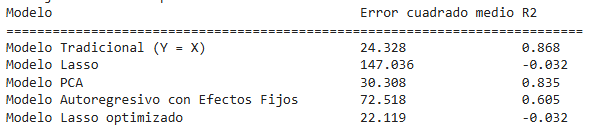 Modelo Error cuadrado medio R2
==========================================================================
Modelo Tradicional (Y = X) 24.328 0.868
Modelo Lasso 147.036 -0.032
Modelo PCA 30.308 0.835
Modelo Autoregresivo con Efectos Fijos 72.518 0.605
Modelo Lasso optimizado 22.119 -0.032